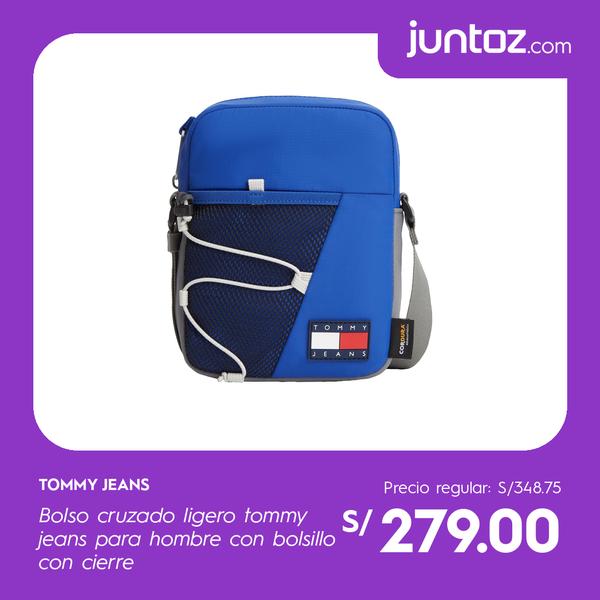 juntoz.com
TOMMY
JEANS
CORDURA
TOMMY JEANS
Bolso cruzado ligero tommy
jeans para hombre con bolsillo
con cierre
Precio regular: S/348.75
S/ 279.00